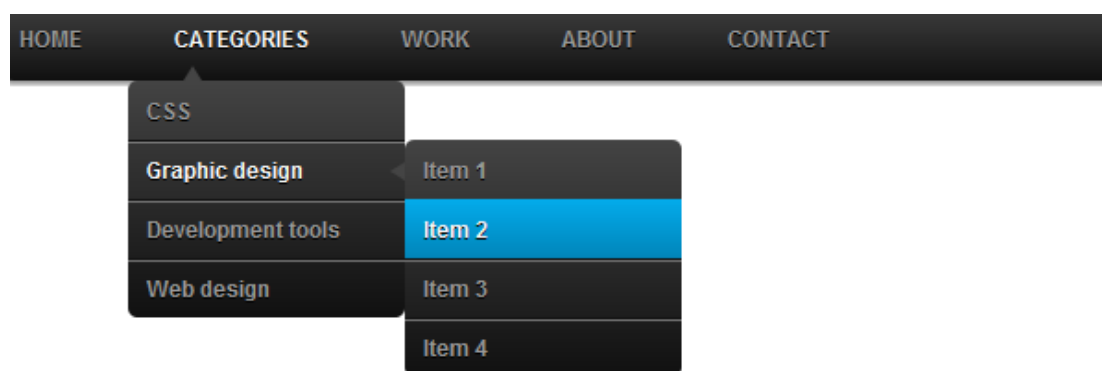 HOME CATEGORIES WORK ABOUT CONTACT
CSS
Graphic design
Development tools
Web design
Item 1
Item 2
Item 3
Item 4